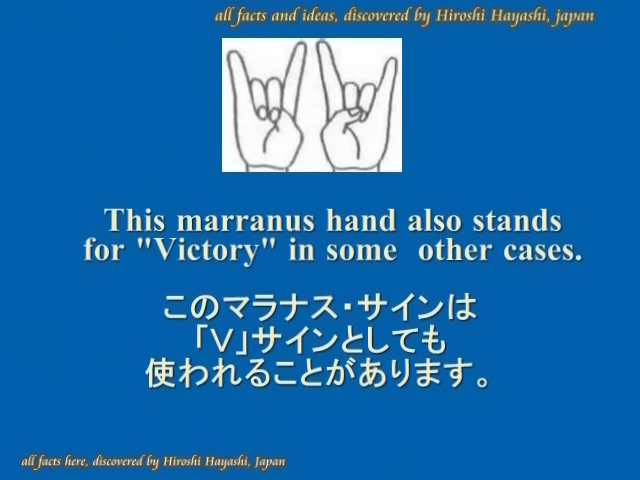 all facts and ideas, discovered by Hiroshi Hayashi, japan
This marranus hand also stands
for "Victory" in some other cases.
このマラナス・サインは
「Ｖ」サインとしても
使われることがあります。
all facts here, discovered by Hiroshi Hayashi, Japan